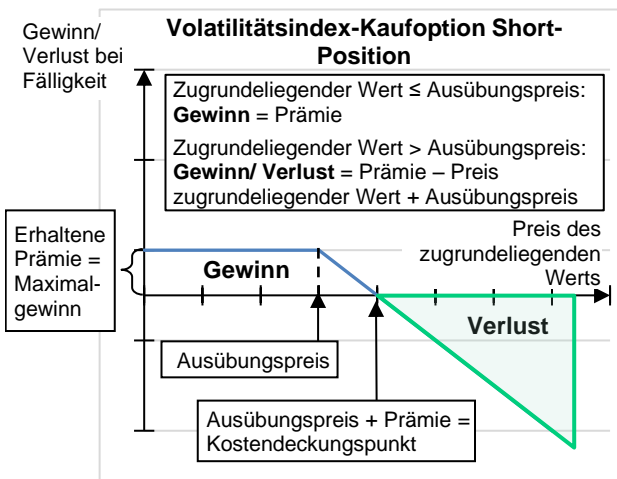 Gewinn/
Verlust bei
Fälligkeit
Volatilitätsindex-Kaufoption Short-
Position
Zugrundeliegender Wert ≤ Ausübungspreis:
Gewinn = Prämie
Zugrundeliegender Wert > Ausübungspreis:
Gewinn/ Verlust = Prämie – Preis
zugrundeliegender Wert + Ausübungspreis
Erhaltene
Prämie =
Maximal-
gewinn
Gewinn
Preis des
zugrundeliegenden
Werts
Verlust
Ausübungspreis
Ausübungspreis + Prämie =
Kostendeckungspunkt